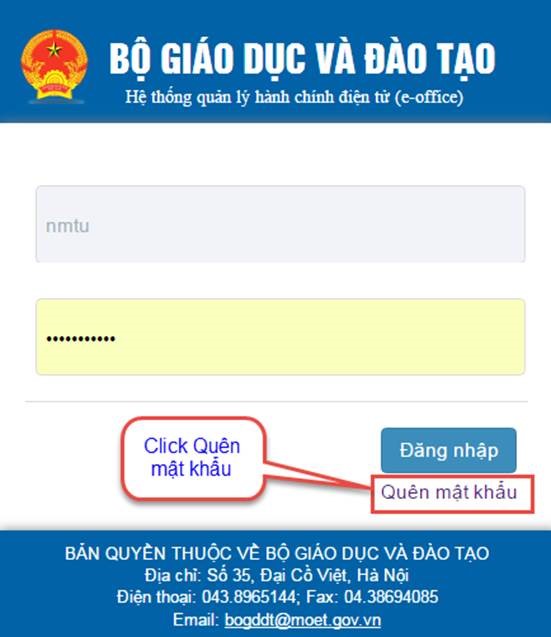 BỘ GIÁO DỤC VÀ ĐÀO TẠO
Hệ thống quản lý hành chính điện tử (e-office)
nmtu
•••••••••••
Click Quên
mật khẩu
Đăng nhập
Quên mật khẩu
BẢN QUYỀN THUỘC VỀ BỘ GIÁO DỤC VÀ ĐÀO TẠO
Địa chỉ: Số 35, Đại Cồ Việt, Hà Nội
Điện thoại: 043.8965144; Fax: 04.38694085
Email: bogddt@moet.gov.vn